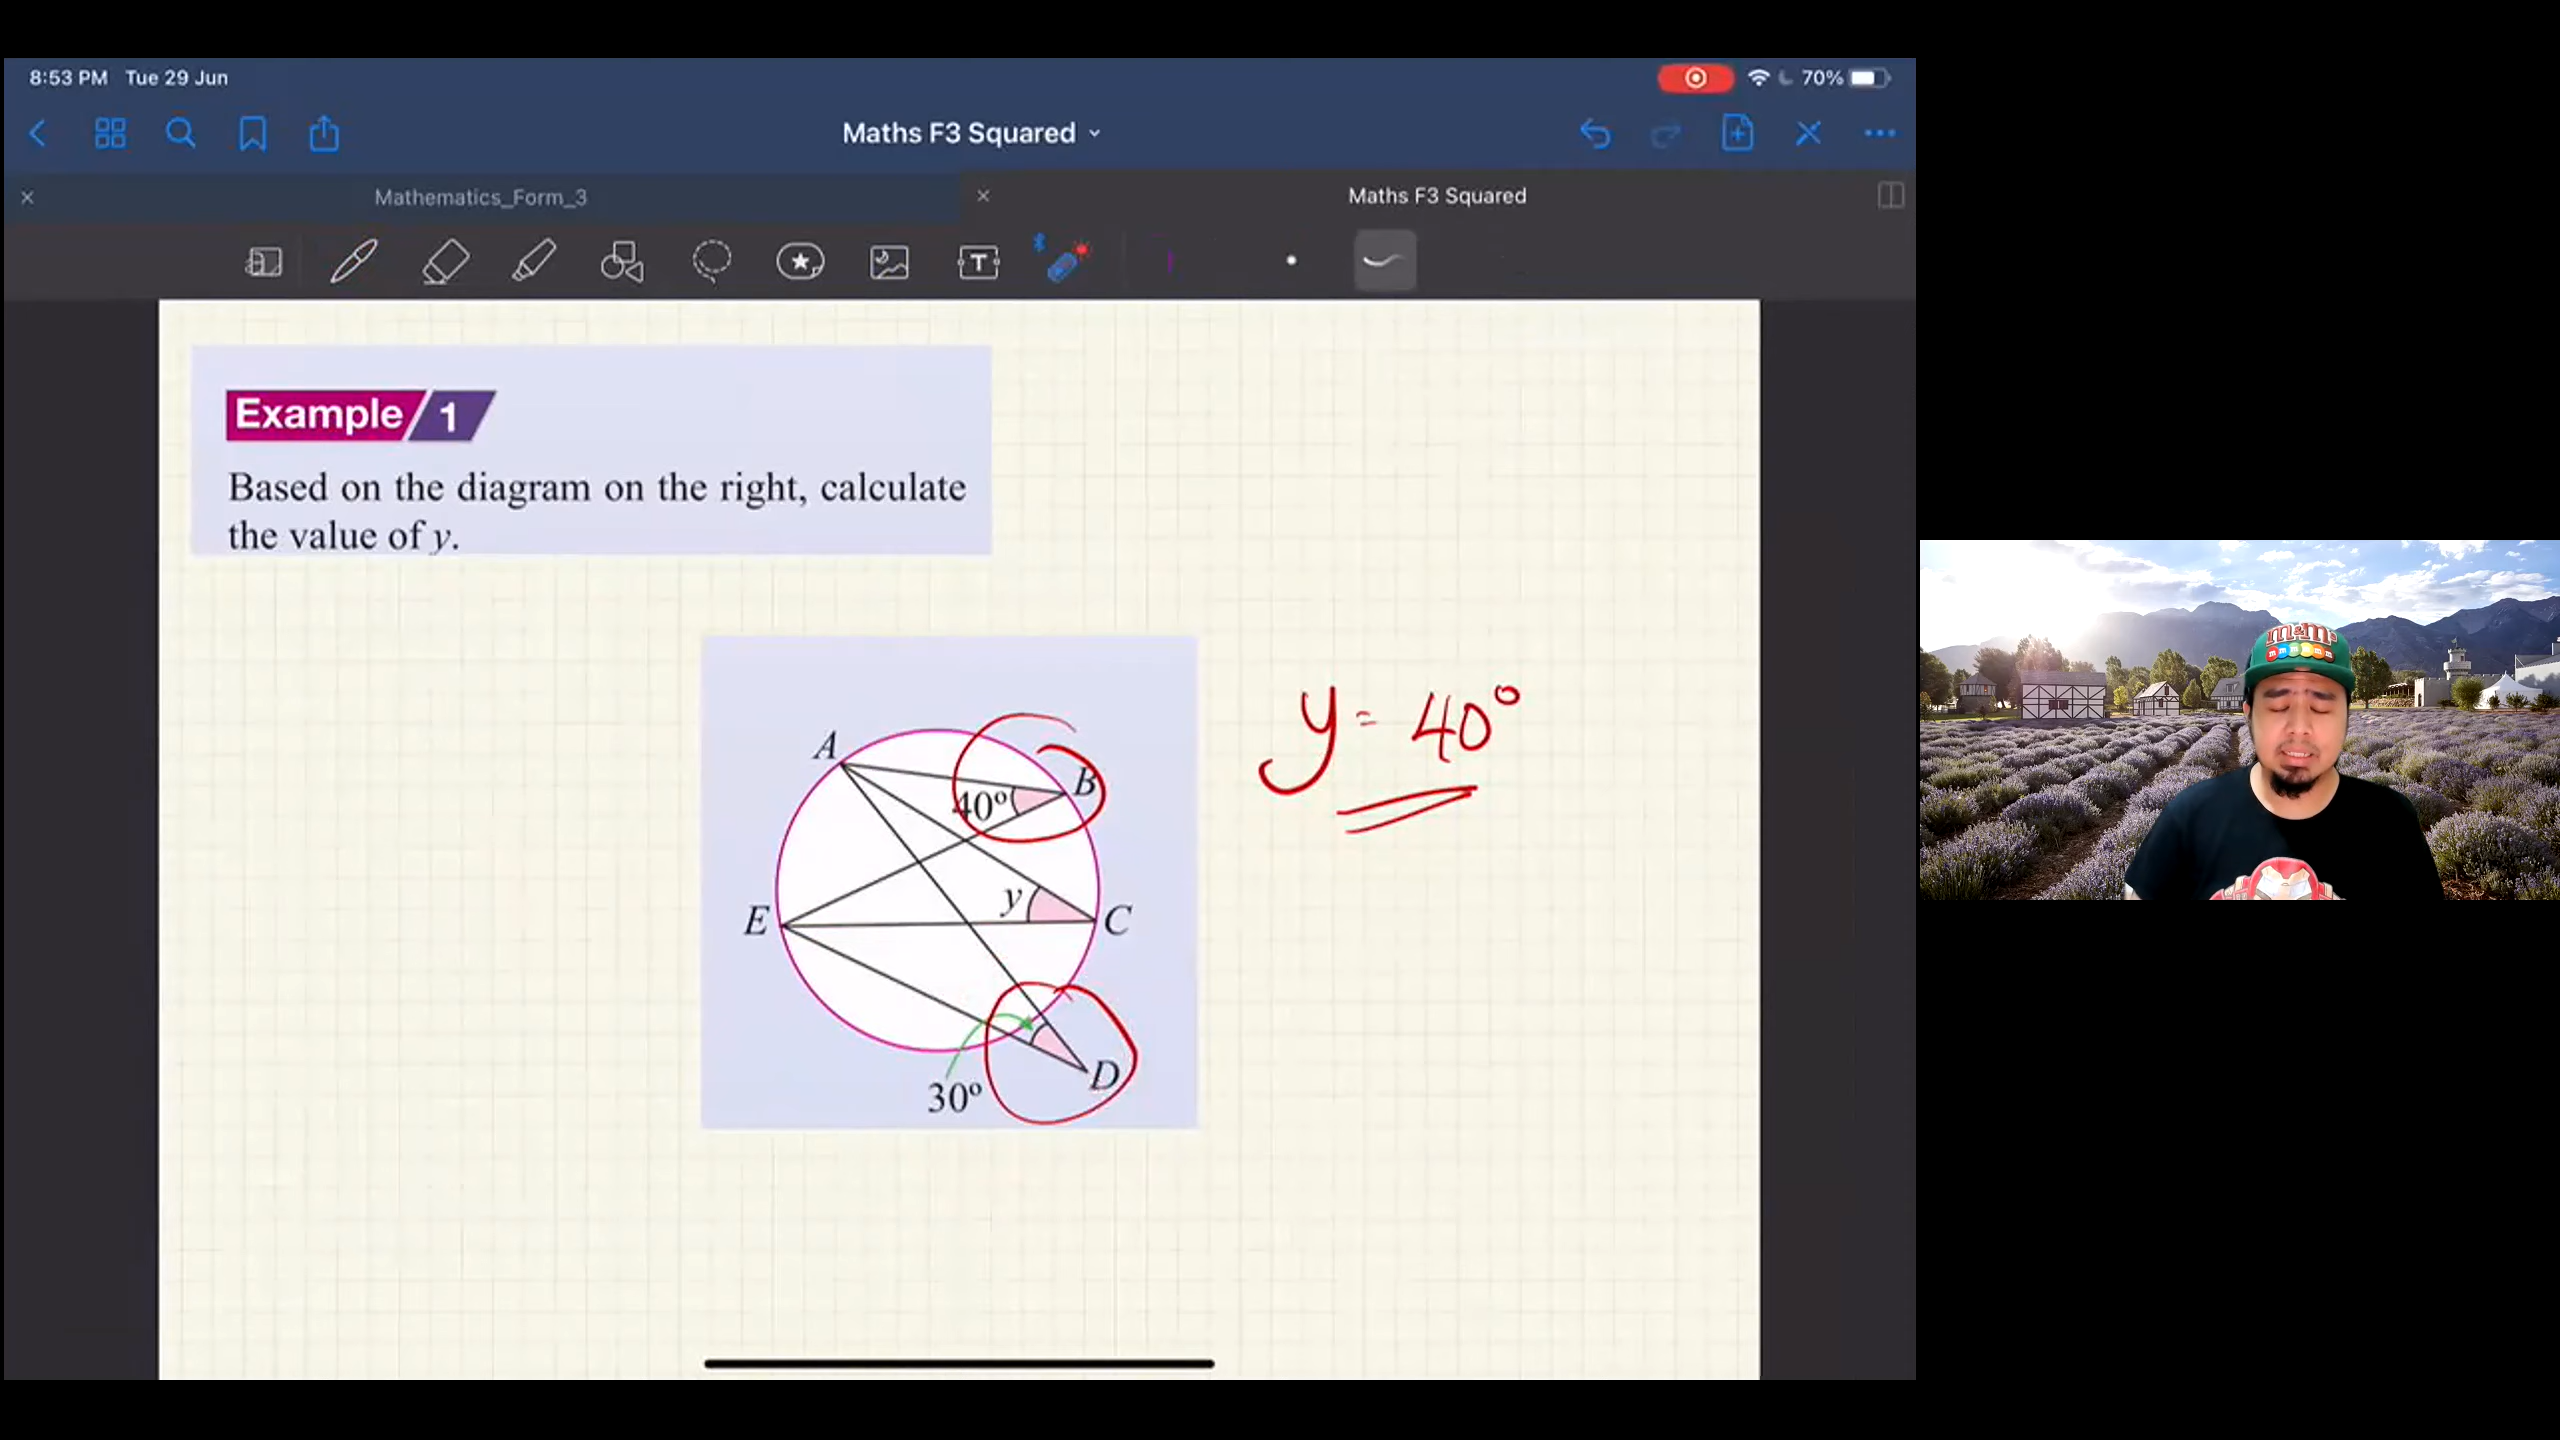 8:53 PM Tue 29 Jun
70%
Maths F3 Squared
Mathematics_Form_3
Maths F3 Squared
T
Example 1
Based on the diagram on the right, calculate
the value of y.
A
B
40°
y
E
C
D
30°
y = 40°
m&m's
m m m m m